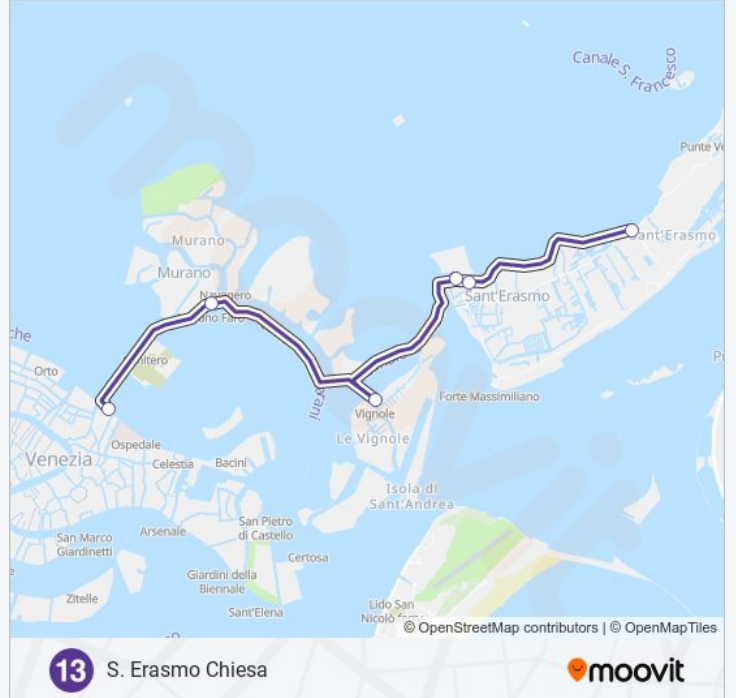 Canale S. Francesco
Punte Ve
Murano
Murano
Sant'Erasmo
Navagero
Sant'Erasmo
Orto
Forte Massimiliano
Vignole
Le Vignole
Ospedale
Venezia
Celestia
Bacini
Isola di
Sant'Andrea
San Pietro
di Castello
Arsenale
San Marco
Giardinetti
Certosa
Giardini della
Biennale
Zitelle
Sant'Elena
Lido San
Nicolò
© OpenStreetMap contributors | © OpenMapTiles
13 S. Erasmo Chiesa
moovit